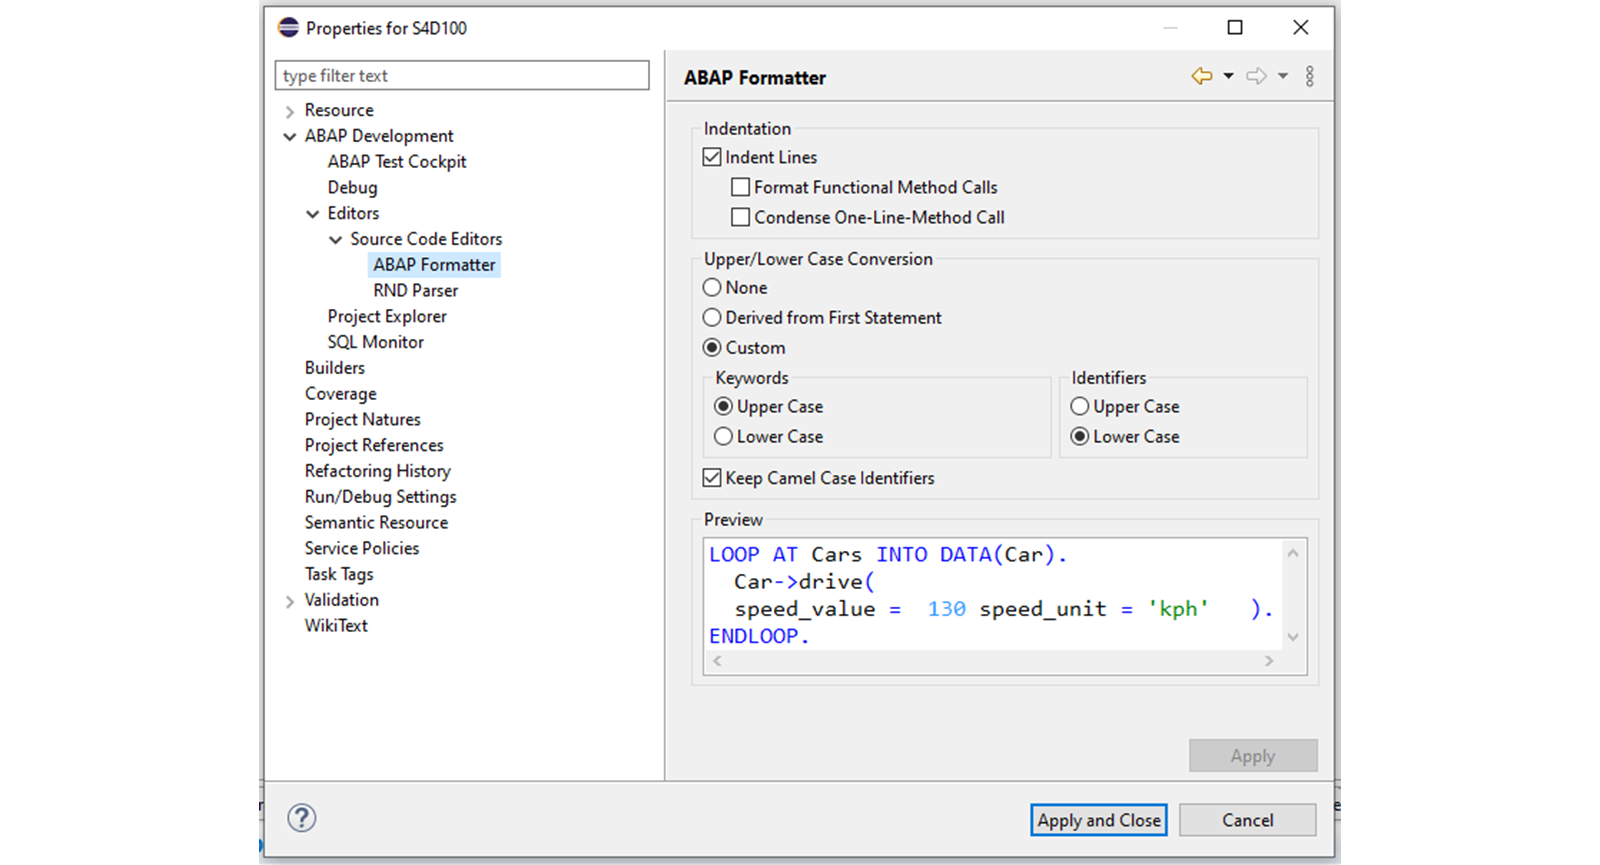 Properties for S4D100
type filter text
Resource
ABAP Development
ABAP Test Cockpit
Debug
Editors
Source Code Editors
ABAP Formatter
RND Parser
Project Explorer
SQL Monitor
Builders
Coverage
Project Natures
Project References
Refactoring History
Run/Debug Settings
Semantic Resource
Service Policies
Task Tags
Validation
WikiText
ABAP Formatter
Indentation
Indent Lines
Format Functional Method Calls
Condense One-Line-Method Call
Upper/Lower Case Conversion
None
Derived from First Statement
Custom
Keywords
Upper Case
Lower Case
Identifiers
Upper Case
Lower Case
Keep Camel Case Identifiers
Preview
LOOP AT Cars INTO DATA(Car).
  Car->drive(
  speed_value =  130 speed_unit = 'kph'   ).
ENDLOOP.
Apply
?
Apply and Close
Cancel